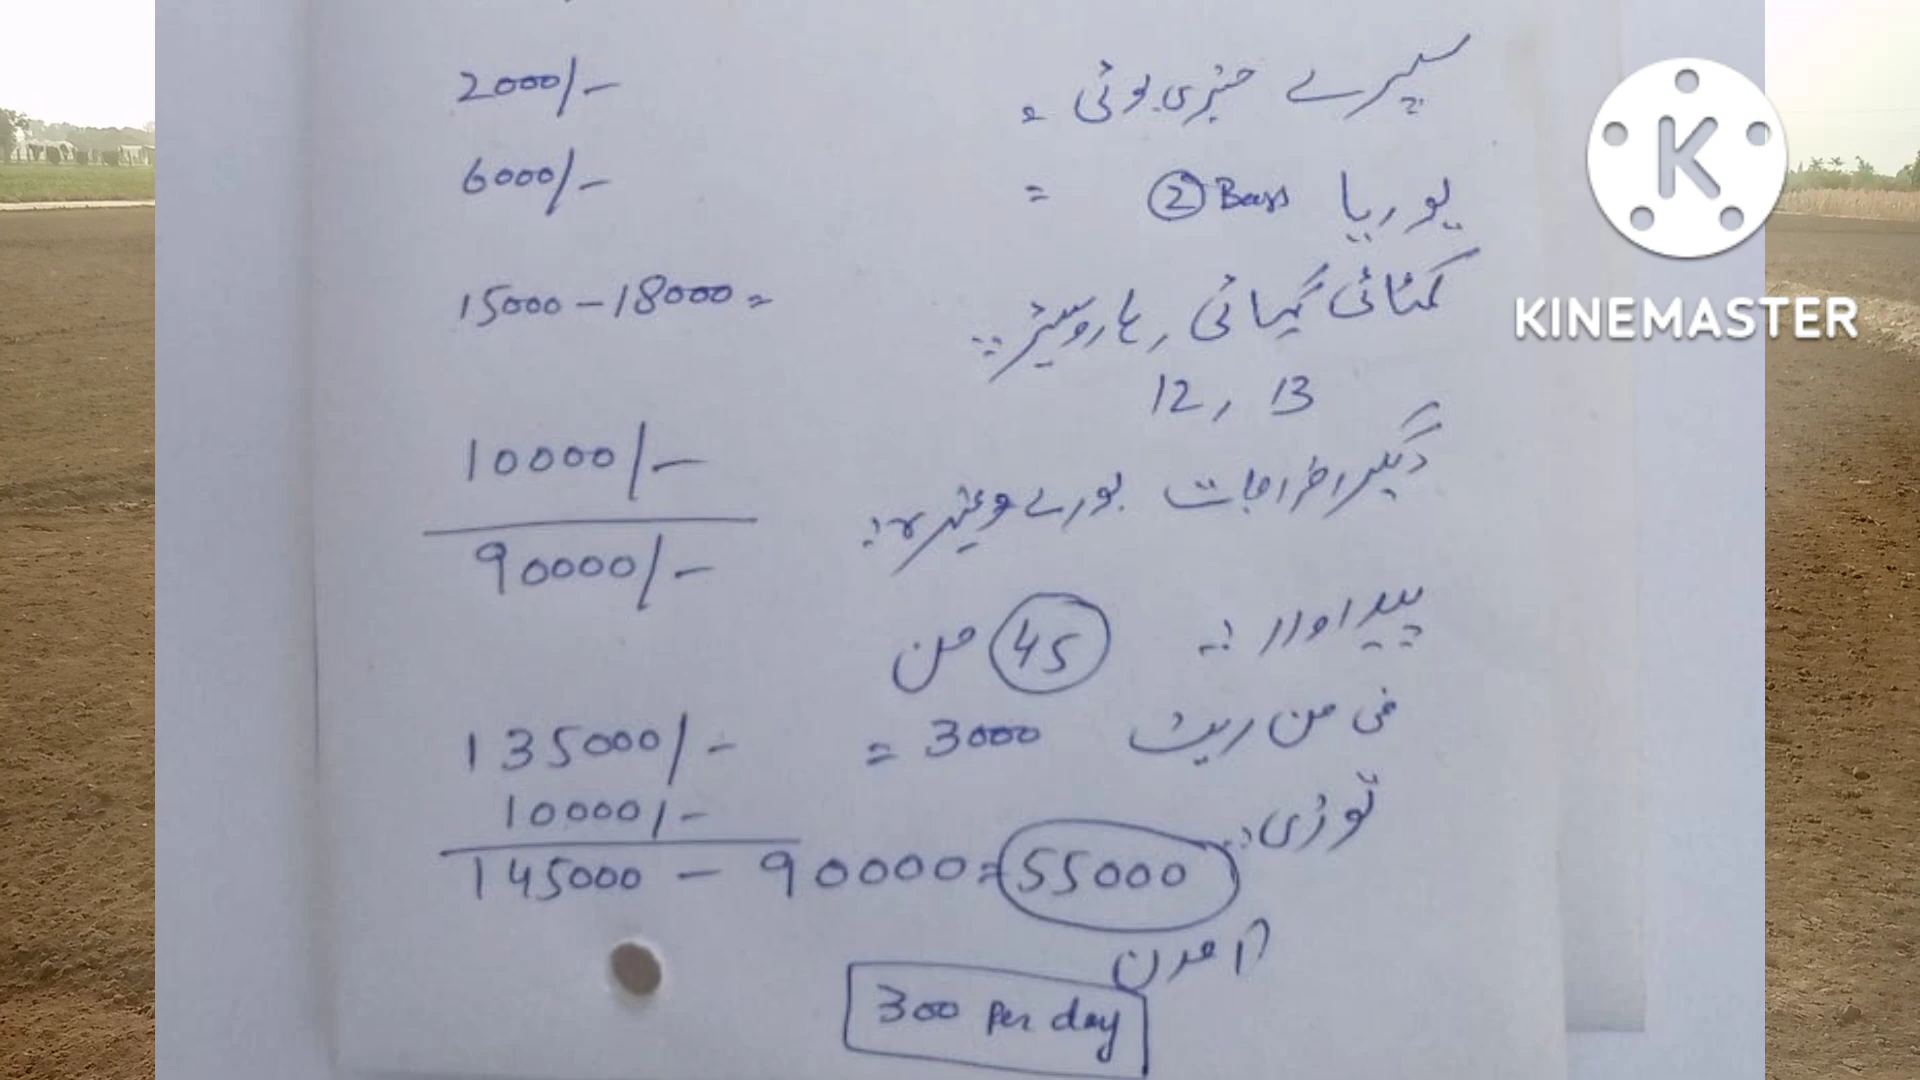 سپرے جڑی بوٹی = 2000/-
یوریا ② Bags = 6000/-
کٹائی گہائی، ہارویسٹر :. 15000 - 18000 =
12, 13
دیگر اخراجات بورے وغیرہ :. 10000/-
90000/-
پیداوار :. 45 من
فی من ریٹ 3000 = 135000/-
توڑی :. 10000/-
145000 - 90000 = 55000
آمدن
300 Per day
K
KINEMASTER